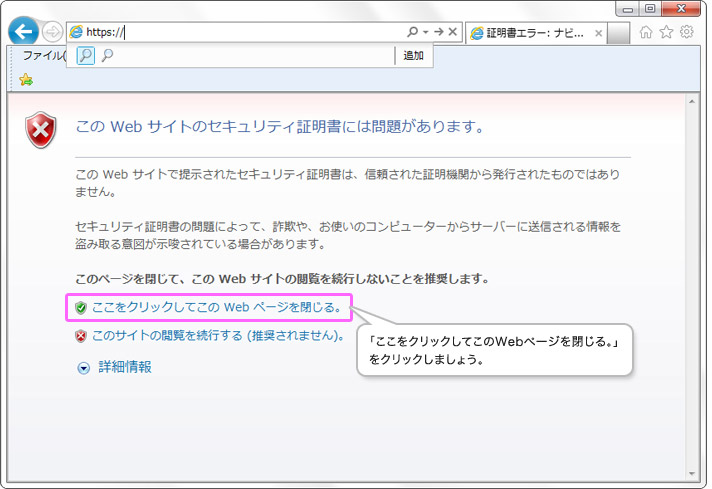 https://
証明書エラー: ナビ...
ファイル(
追加
この Web サイトのセキュリティ証明書には問題があります。
この Web サイトで提示されたセキュリティ証明書は、信頼された証明機関から発行されたものではあり
ません。
セキュリティ証明書の問題によって、詐欺や、お使いのコンピューターからサーバーに送信される情報を
盗み取る意図が示唆されている場合があります。
このページを閉じて、この Web サイトの閲覧を続行しないことを推奨します。
ここをクリックしてこの Web ページを閉じる。
「ここをクリックしてこのWebページを閉じる。」
をクリックしましょう。
このサイトの閲覧を続行する (推奨されません)。
詳細情報